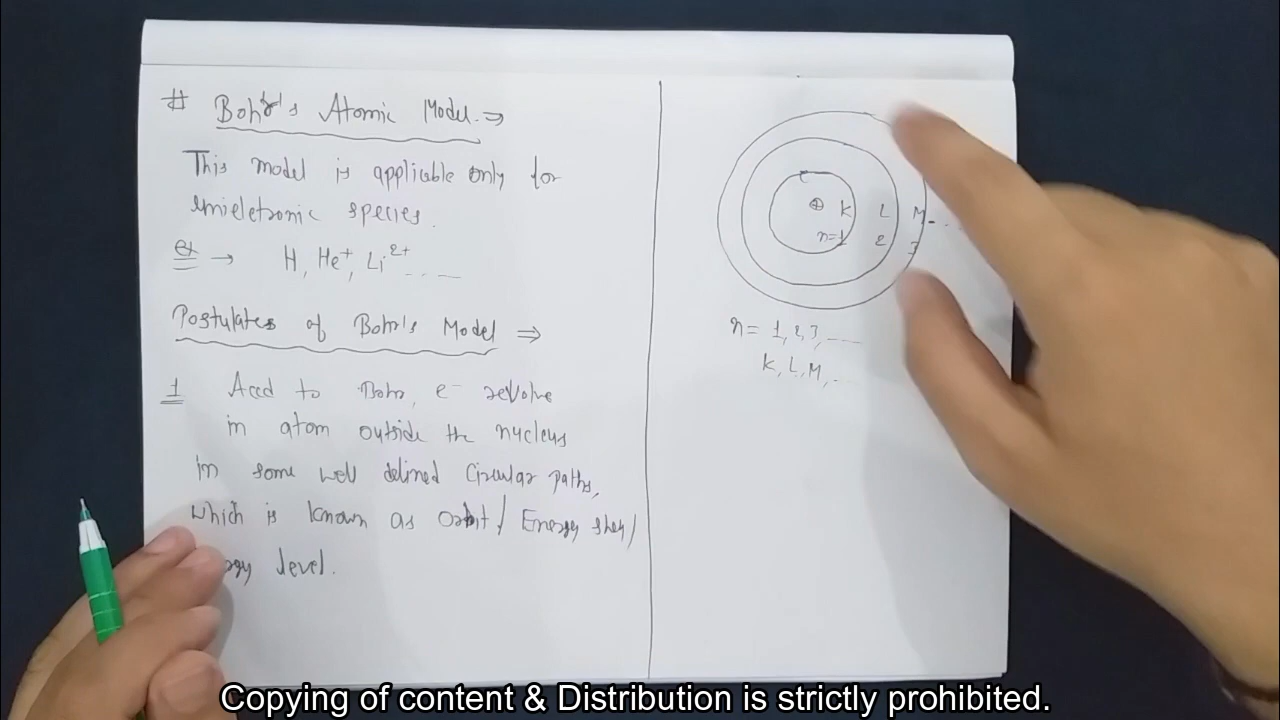 # Bohr's Atomic Model. ⇒
This model is applicable only for
unieletronic species.
ex → H, He⁺, Li²⁺ ......
Postulates of Bohr's Model ⇒
1 Accd to Bohr, e⁻ revolve
in atom outside the nucleus
in some well defined Circular paths,
which is known as Orbit / Energy shell /
level.
K L M - ...
n=1 2 3
n= 1, 2, 3, ......
K, L, M, ..
Copying of content & Distribution is strictly prohibited.